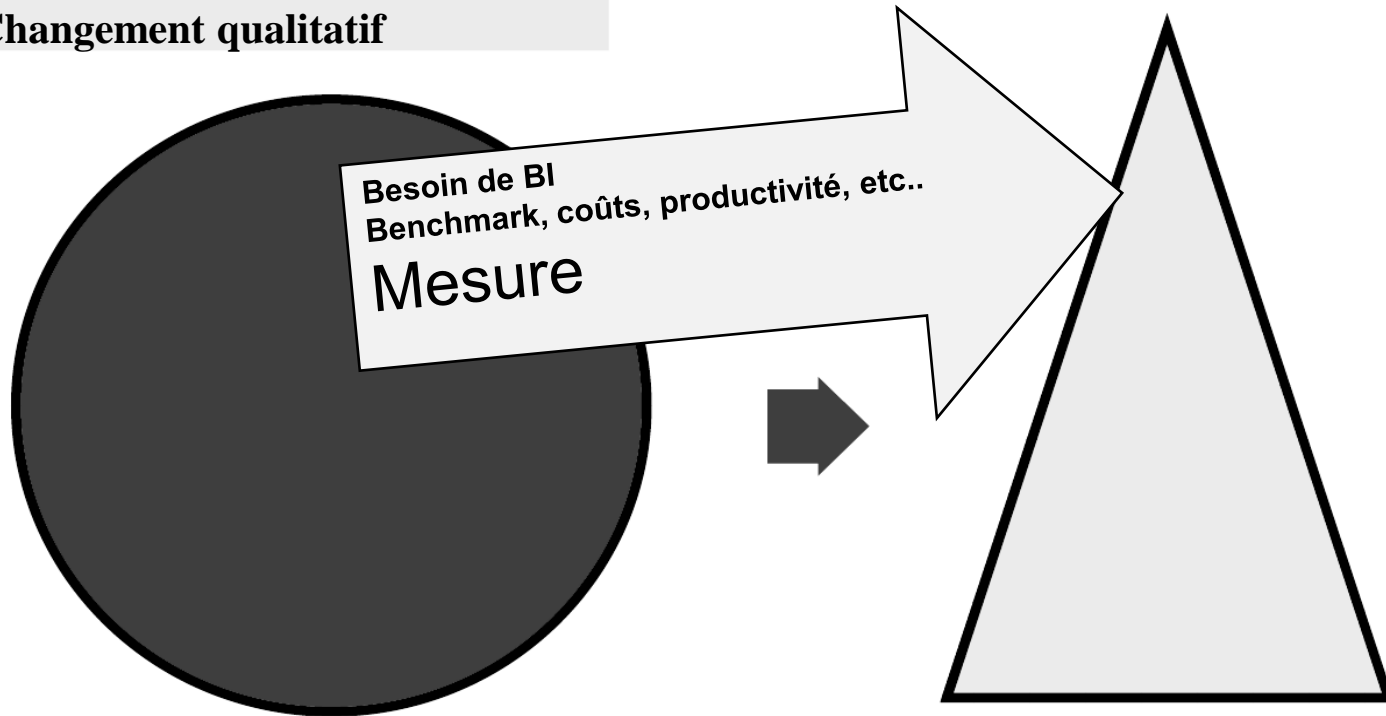 Changement qualitatif
Besoin de BI
Benchmark, coûts, productivité, etc..
Mesure